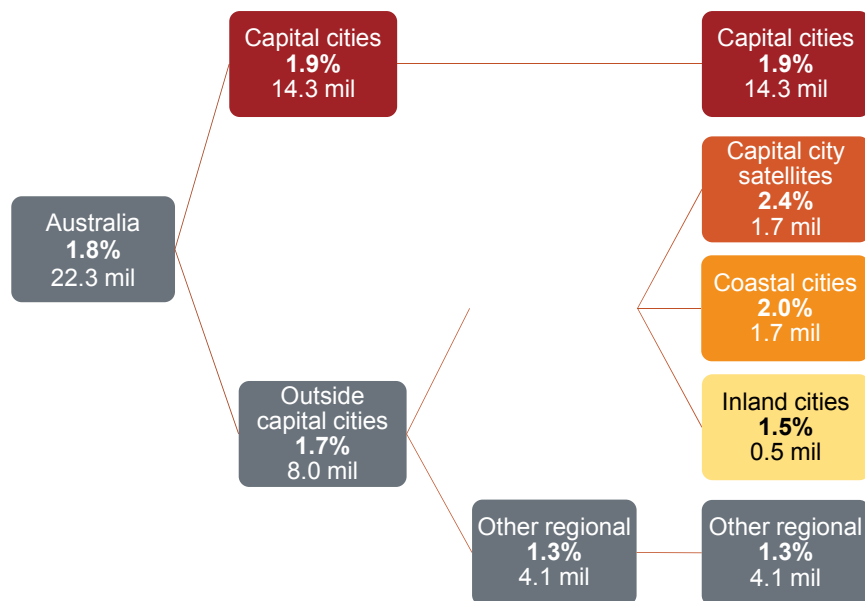 Capital cities
1.9%
14.3 mil
Capital cities
1.9%
14.3 mil
Capital city
satellites
2.4%
1.7 mil
Australia
1.8%
22.3 mil
Coastal cities
2.0%
1.7 mil
Outside
capital cities
1.7%
8.0 mil
Inland cities
1.5%
0.5 mil
Other regional
1.3%
4.1 mil
Other regional
1.3%
4.1 mil